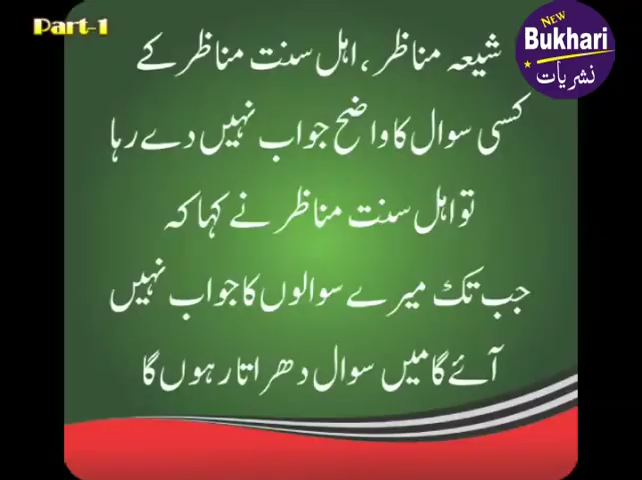 Part-1
NEW
Bukhari
نشریات
شیعہ مناظر ، اہل سنت مناظر کے
کسی سوال کا واضح جواب نہیں دے رہا
تو اہل سنت مناظر نے کہا کہ
جب تک میرے سوالوں کا جواب نہیں
آئے گا میں سوال دھراتا رہوں گا